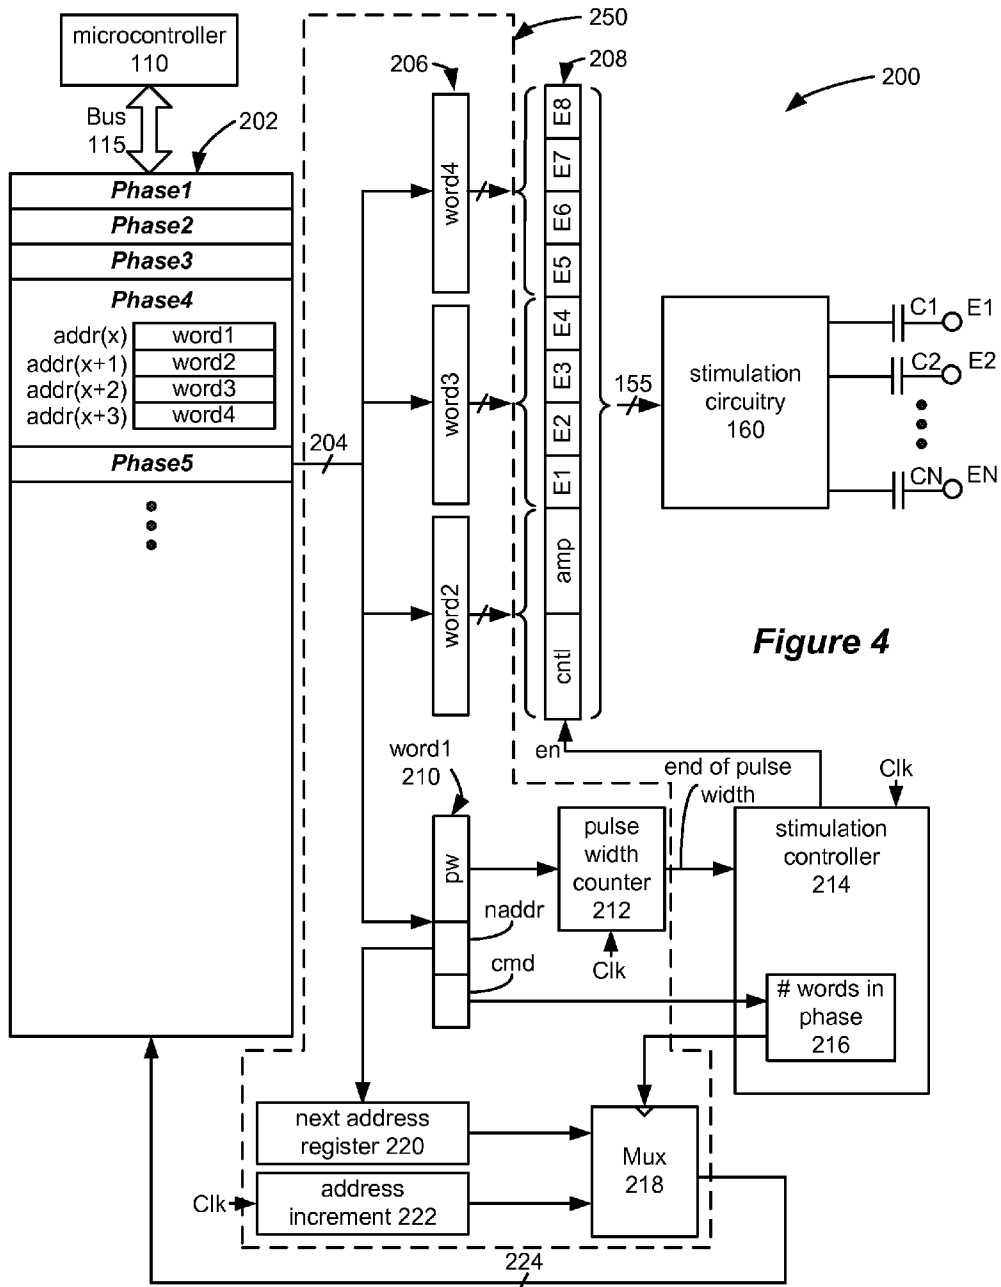 microcontroller
110
Bus
115
202
Phase1
Phase2
Phase3
Phase4
addr(x) word1
addr(x+1) word2
addr(x+2) word3
addr(x+3) word4
Phase5
204
206
word4
word3
word2
250
208
E8
E7
E6
E5
E4
E3
E2
E1
amp
cntl
200
155
stimulation
circuitry
160
C1 E1
C2 E2
CN EN
Figure 4
en
word1
210
pw
naddr
cmd
pulse
width
counter
212
Clk
end of pulse
width
Clk
stimulation
controller
214
# words in
phase
216
next address
register 220
Clk
address
increment 222
Mux
218
224